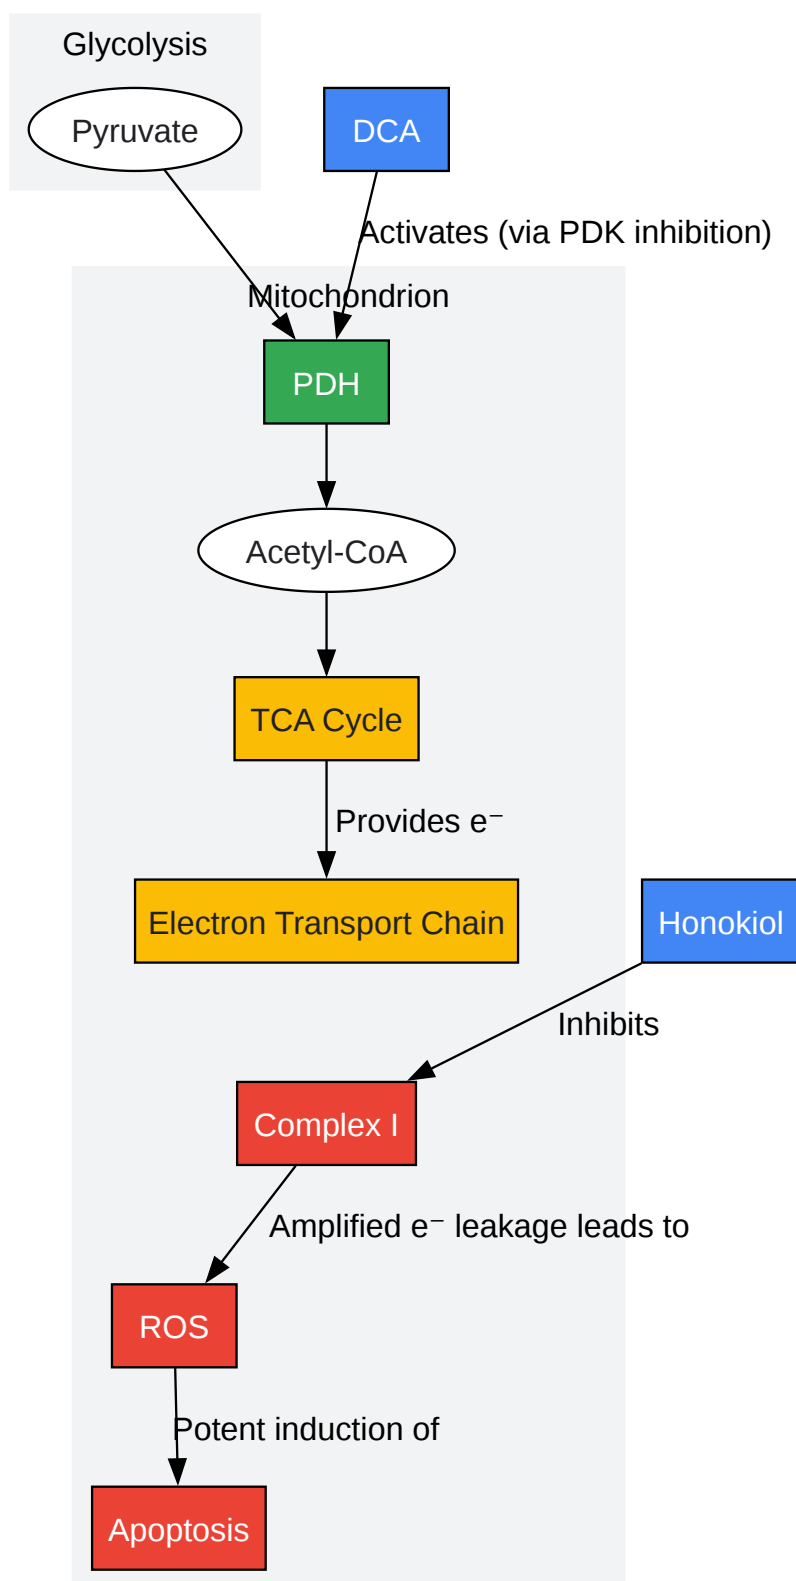 Glycolysis
Pyruvate
DCA
Activates (via PDK inhibition)
Mitochondrion
PDH
Acetyl-CoA
TCA Cycle
Provides e⁻
Electron Transport Chain
Honokiol
Inhibits
Complex I
Amplified e⁻ leakage leads to
ROS
Potent induction of
Apoptosis